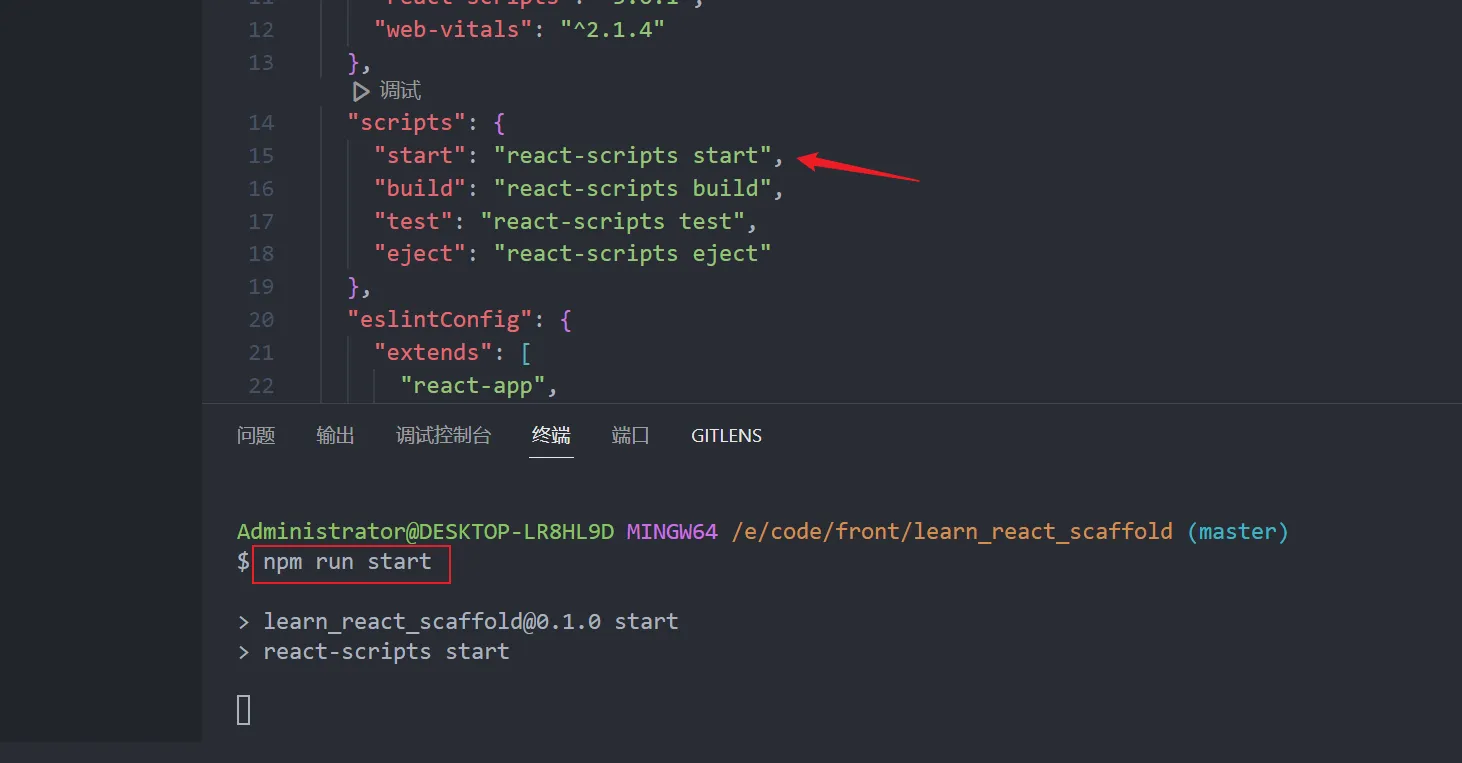 11
12 "web-vitals": "^2.1.4"
13 },
调试
14 "scripts": {
15 "start": "react-scripts start",
16 "build": "react-scripts build",
17 "test": "react-scripts test",
18 "eject": "react-scripts eject"
19 },
20 "eslintConfig": {
21 "extends": [
22 "react-app",
问题 输出 调试控制台 终端 端口 GITLENS
Administrator@DESKTOP-LR8HL9D MINGW64 /e/code/front/learn_react_scaffold (master)
$ npm run start
> learn_react_scaffold@0.1.0 start
> react-scripts start